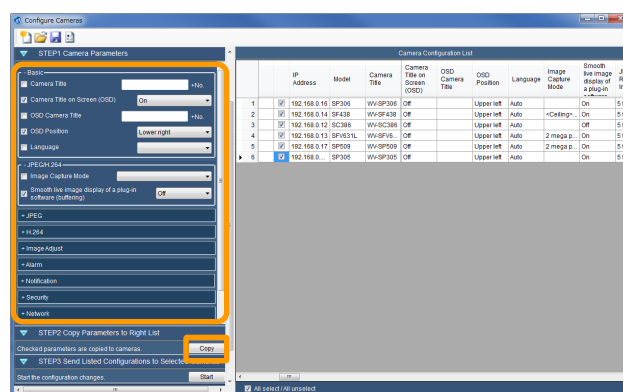 Configure Cameras
STEP1 Camera Parameters
- Basic
Camera Title +No.
Camera Title on Screen (OSD) On
OSD Camera Title +No.
OSD Position Lower right
Language
- JPEG/H.264
Image Capture Mode
Smooth live image display of a plug-in software (buffering) Off
+ JPEG
+ H.264
+ Image Adjust
+ Alarm
+ Notification
+ Security
+ Network
STEP2 Copy Parameters to Right List
Checked parameters are copied to cameras. Copy
STEP3 Send Listed Configurations to Selected
Start the configuration changes. Start
Camera Configuration List
IP Address Model Camera Title Camera Title on Screen (OSD) OSD Camera Title OSD Position Language Image Capture Mode Smooth live image display of a plug-in
1 192.168.0.16 SP306 WV-SP306 Off Upper left Auto On
2 192.168.0.14 SF438 WV-SF438 Off Upper left Auto <Ceiling>... On
3 192.168.0.12 SC386 WV-SC386 Off Upper left Auto Off
4 192.168.0.13 SFV631L WV-SFV6... Off Upper left Auto 2 mega p... On
5 192.168.0.17 SP509 WV-SP509 Off Upper left Auto 2 mega p... On
6 192.168.0... SP305 WV-SP305 Off Upper left Auto On
All select / All unselect